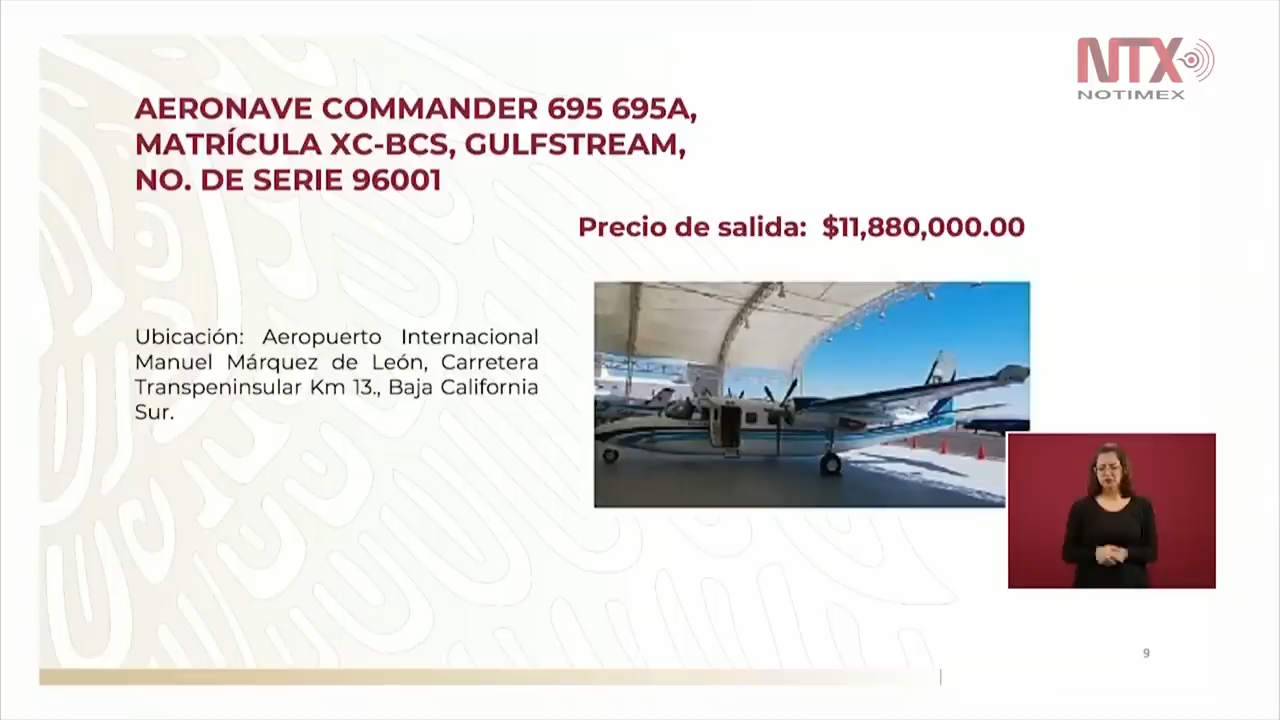 NTX
NOTIMEX
AERONAVE COMMANDER 695 695A,
MATRÍCULA XC-BCS, GULFSTREAM,
NO. DE SERIE 96001
Precio de salida: $11,880,000.00
Ubicación: Aeropuerto Internacional
Manuel Márquez de León, Carretera
Transpeninsular Km 13., Baja California
Sur.
9